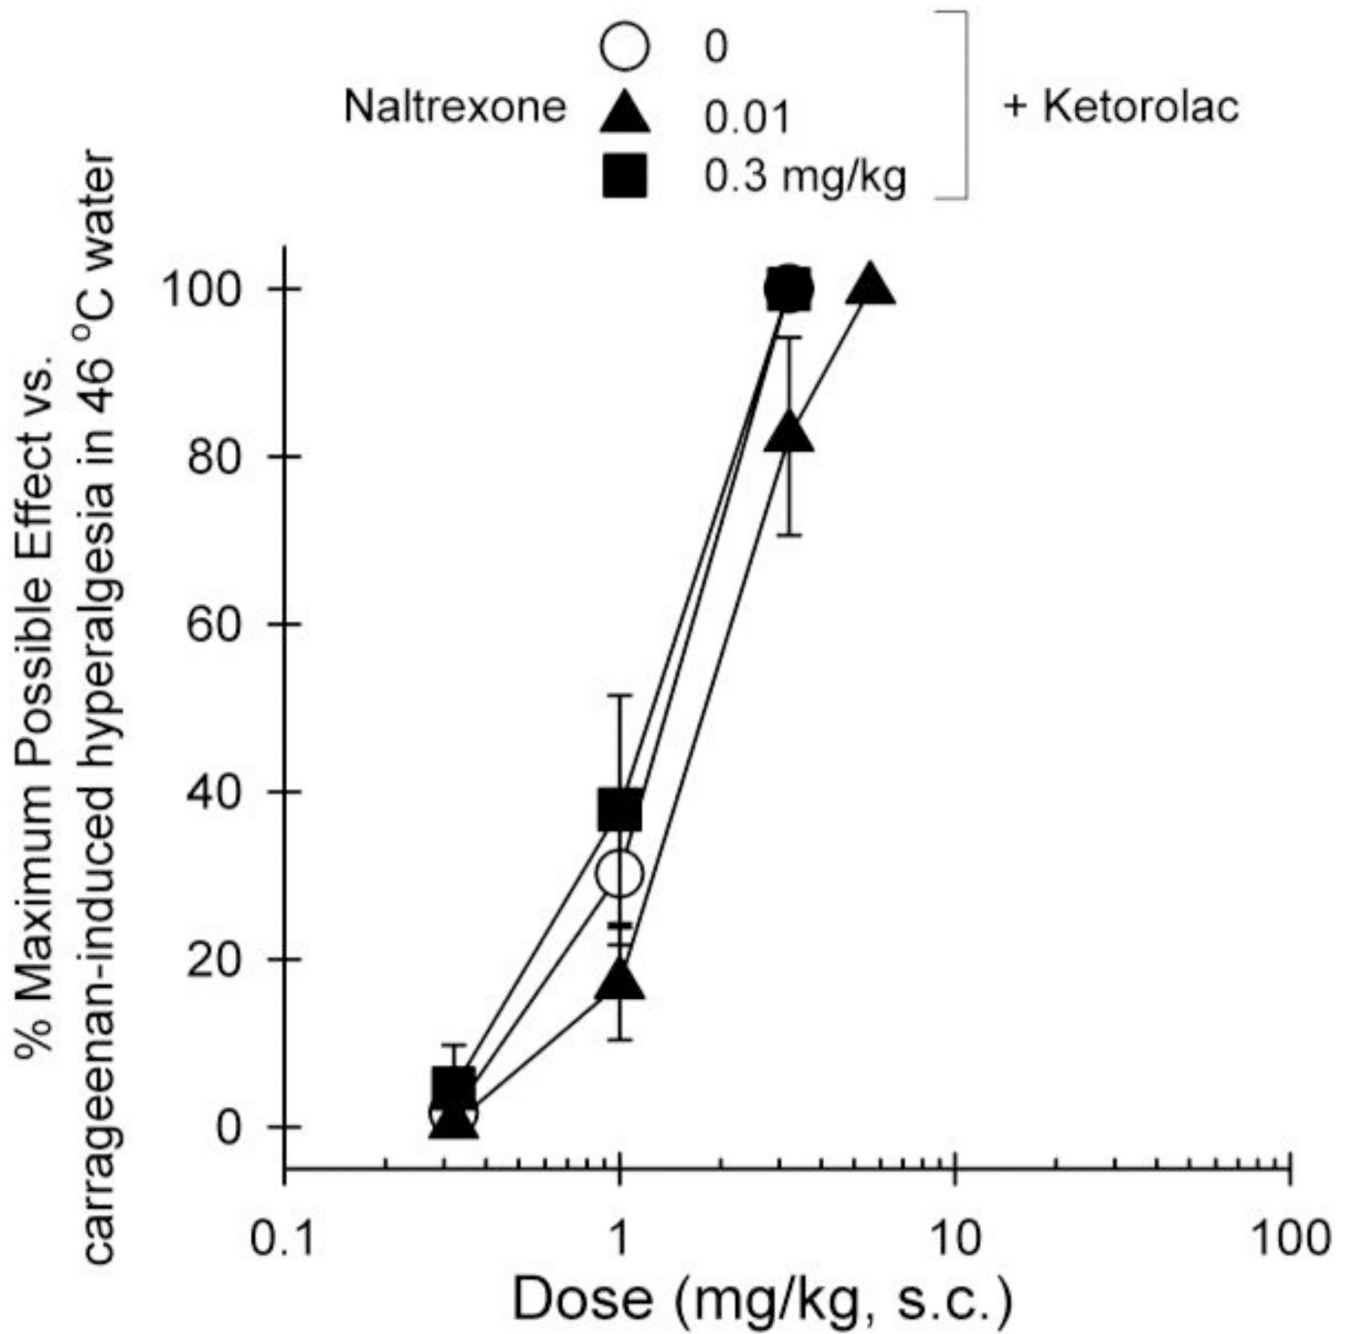 0
Naltrexone
0.01
+ Ketorolac
0.3 mg/kg
% Maximum Possible Effect vs.
carrageenan-induced hyperalgesia in 46 °C water
100
80
60
40
20
0
0.1
1
10
100
Dose (mg/kg, s.c.)